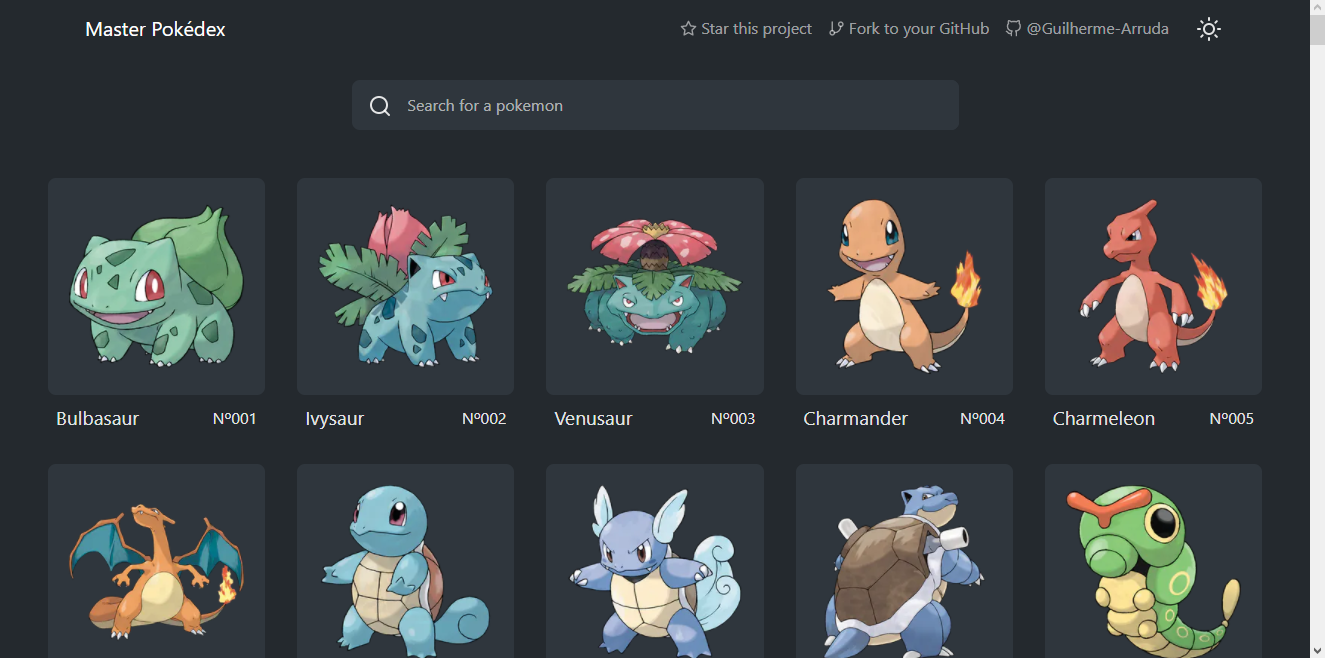 Master Pokédex
Star this project
Fork to your GitHub
@Guilherme-Arruda
Search for a pokemon
Bulbasaur Nº001
Ivysaur Nº002
Venusaur Nº003
Charmander Nº004
Charmeleon Nº005